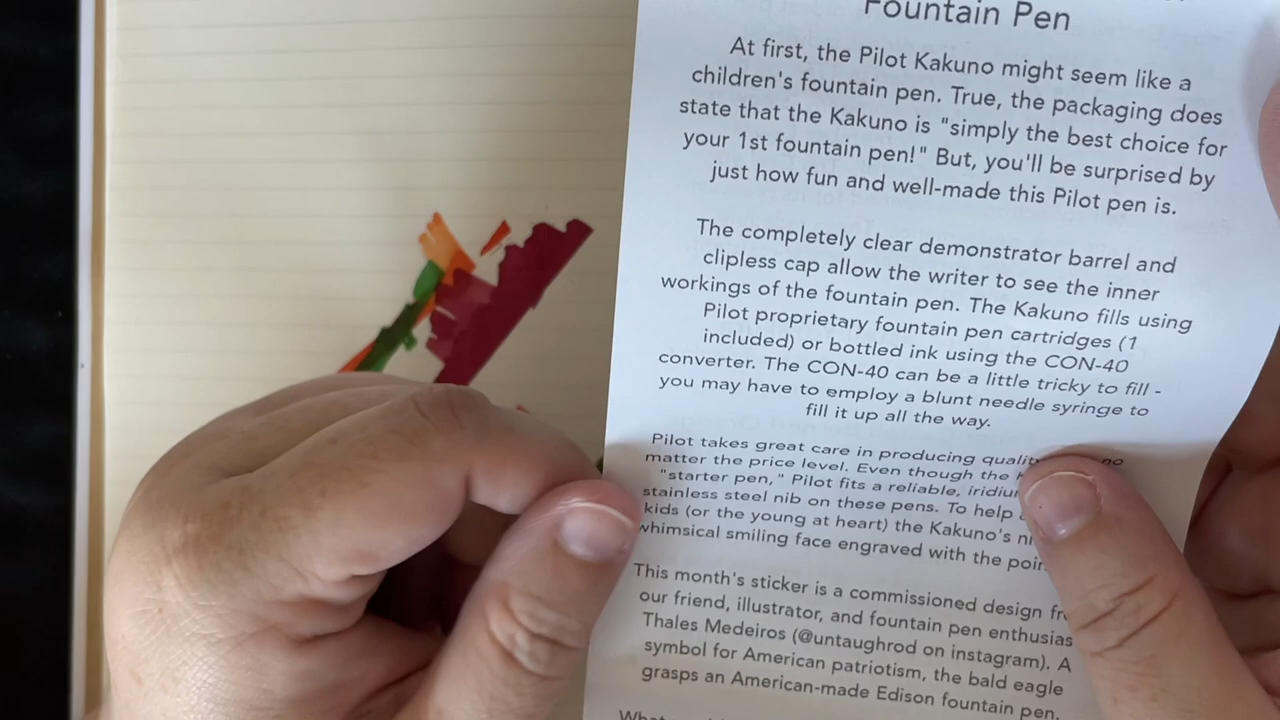 Fountain Pen
At first, the Pilot Kakuno might seem like a
children's fountain pen. True, the packaging does
state that the Kakuno is "simply the best choice for
your 1st fountain pen!" But, you'll be surprised by
just how fun and well-made this Pilot pen is.
The completely clear demonstrator barrel and
clipless cap allow the writer to see the inner
workings of the fountain pen. The Kakuno fills using
Pilot proprietary fountain pen cartridges (1
included) or bottled ink using the CON-40
converter. The CON-40 can be a little tricky to fill -
you may have to employ a blunt needle syringe to
fill it up all the way.
Pilot takes great care in producing no
matter the price level. Even though the
"starter pen," Pilot fits a reliable,
stainless steel nib on these pens. To help
kids (or the young at heart) the Kakuno's
whimsical smiling face engraved with the
This month's sticker is a commissioned design
our friend, illustrator, and fountain pen
Thales Medeiros (@untaughrod on instagram). A
symbol for American patriotism, the bald eagle
grasps an American-made Edison fountain pen.